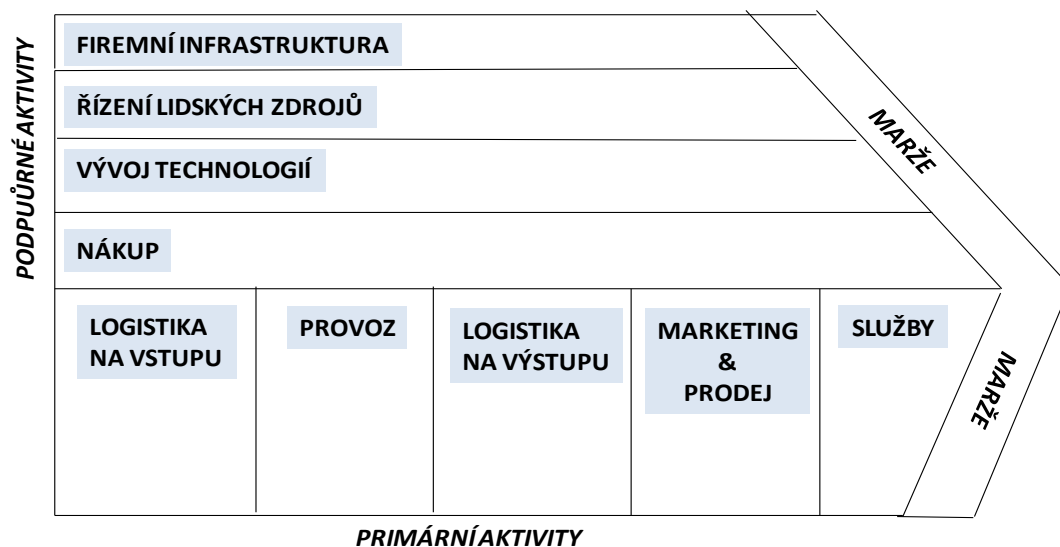 PODPUŮRNÉ AKTIVITY
FIREMNÍ INFRASTRUKTURA
ŘÍZENÍ LIDSKÝCH ZDROJŮ
VÝVOJ TECHNOLOGIÍ
NÁKUP
MARŽE
LOGISTIKA
NA VSTUPU
PROVOZ
LOGISTIKA
NA VÝSTUPU
MARKETING
&
PRODEJ
SLUŽBY
MARŽE
PRIMÁRNÍ AKTIVITY